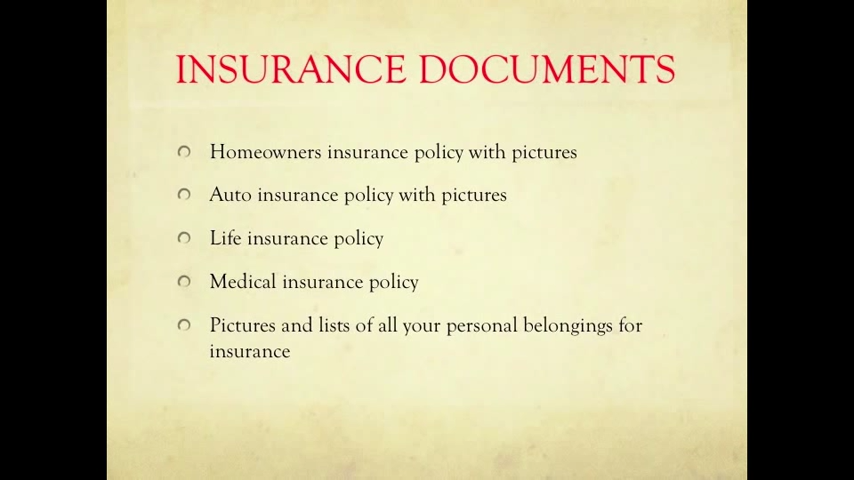 INSURANCE DOCUMENTS
Homeowners insurance policy with pictures
Auto insurance policy with pictures
Life insurance policy
Medical insurance policy
Pictures and lists of all your personal belongings for
insurance